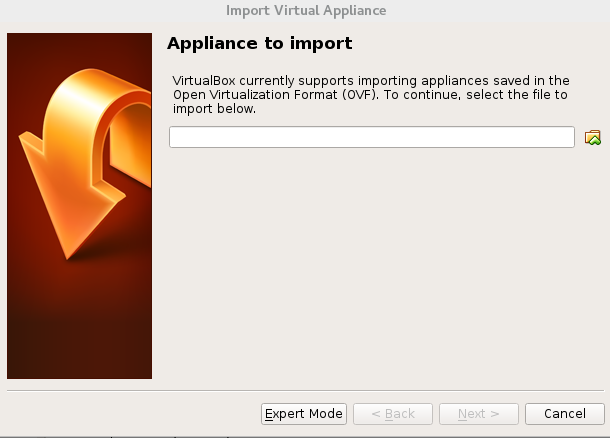 Import Virtual Appliance
Appliance to import
VirtualBox currently supports importing appliances saved in the
Open Virtualization Format (OVF). To continue, select the file to
import below.
Expert Mode
< Back
Next >
Cancel